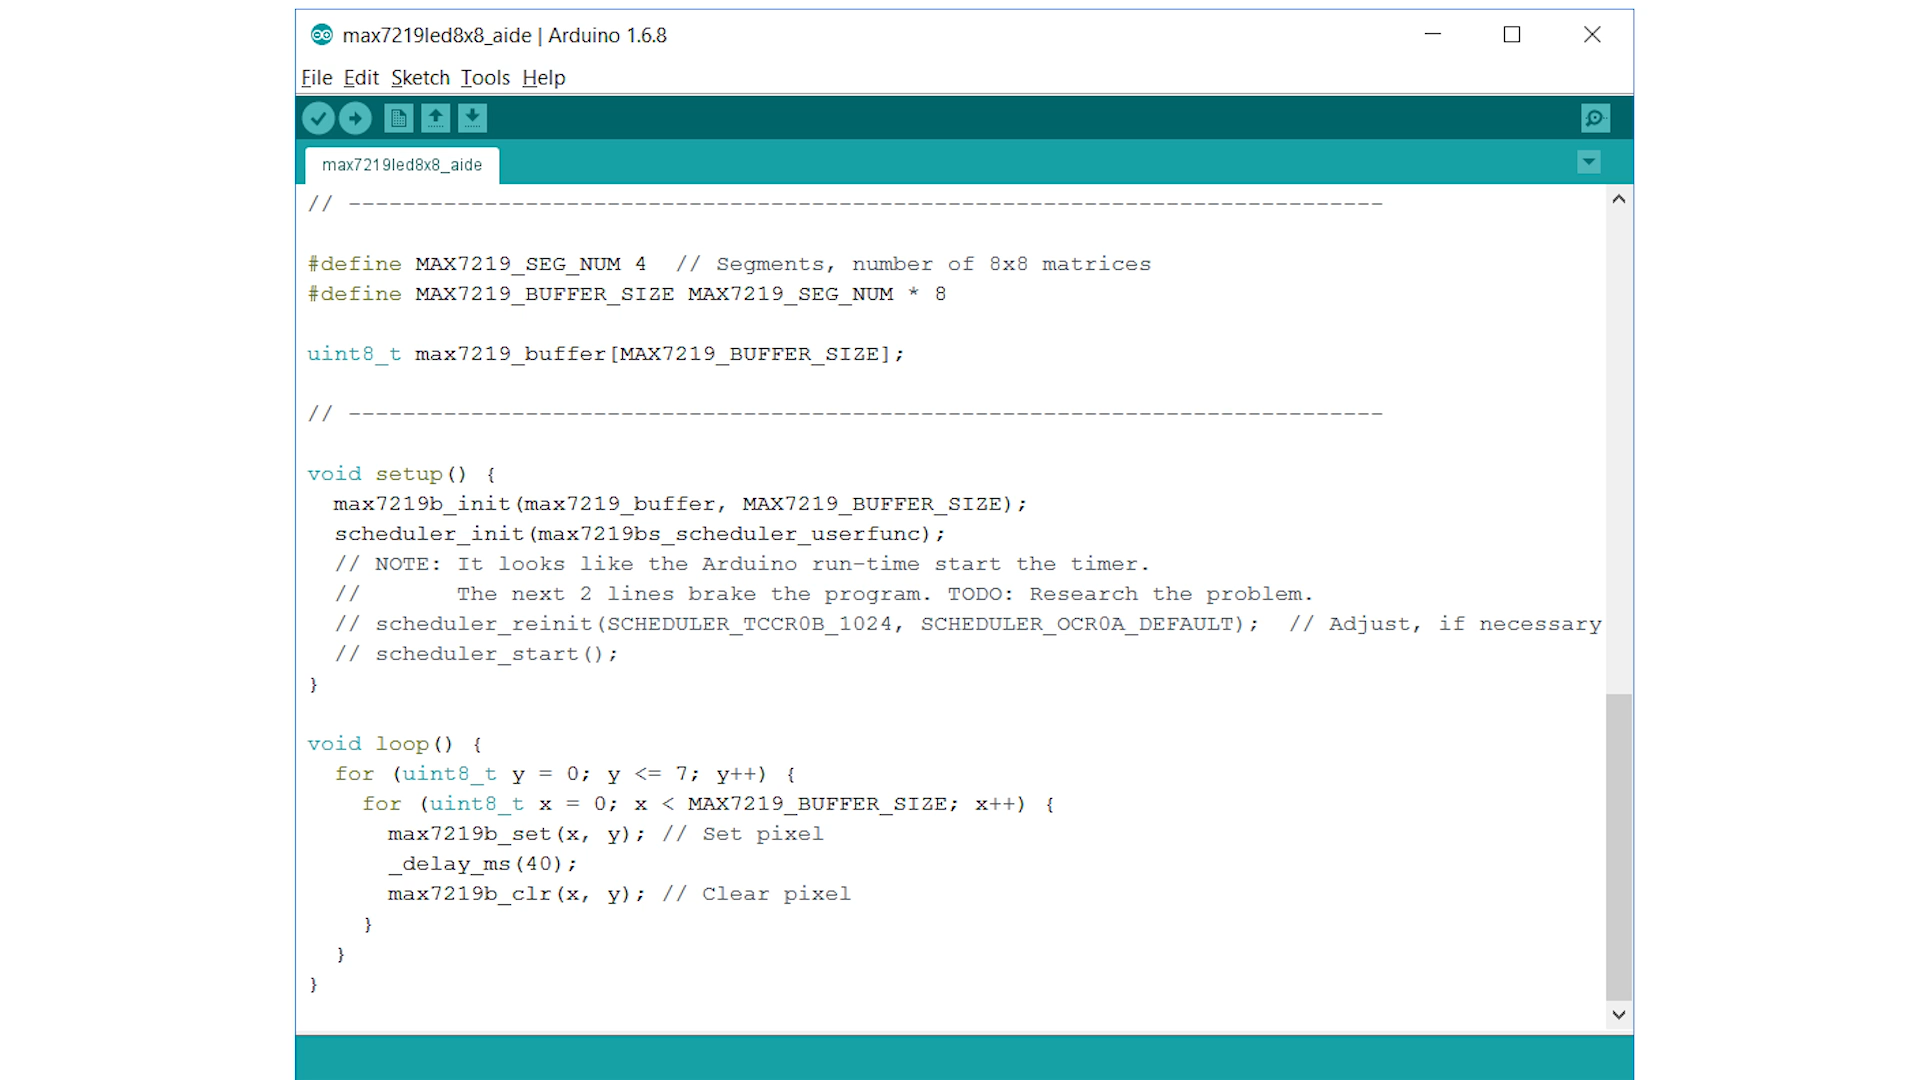 max7219led8x8_aide | Arduino 1.6.8
File Edit Sketch Tools Help
max7219led8x8_aide
// ----------------------------------------------------------------------------
#define MAX7219_SEG_NUM 4  // Segments, number of 8x8 matrices
#define MAX7219_BUFFER_SIZE MAX7219_SEG_NUM * 8
uint8_t max7219_buffer[MAX7219_BUFFER_SIZE];
// ----------------------------------------------------------------------------
void setup() {
  max7219b_init(max7219_buffer, MAX7219_BUFFER_SIZE);
  scheduler_init(max7219bs_scheduler_userfunc);
  // NOTE: It looks like the Arduino run-time start the timer.
  //       The next 2 lines brake the program. TODO: Research the problem.
  // scheduler_reinit(SCHEDULER_TCCR0B_1024, SCHEDULER_OCR0A_DEFAULT);  // Adjust, if necessary
  // scheduler_start();
}
void loop() {
  for (uint8_t y = 0; y <= 7; y++) {
    for (uint8_t x = 0; x < MAX7219_BUFFER_SIZE; x++) {
      max7219b_set(x, y); // Set pixel
      _delay_ms(40);
      max7219b_clr(x, y); // Clear pixel
    }
  }
}